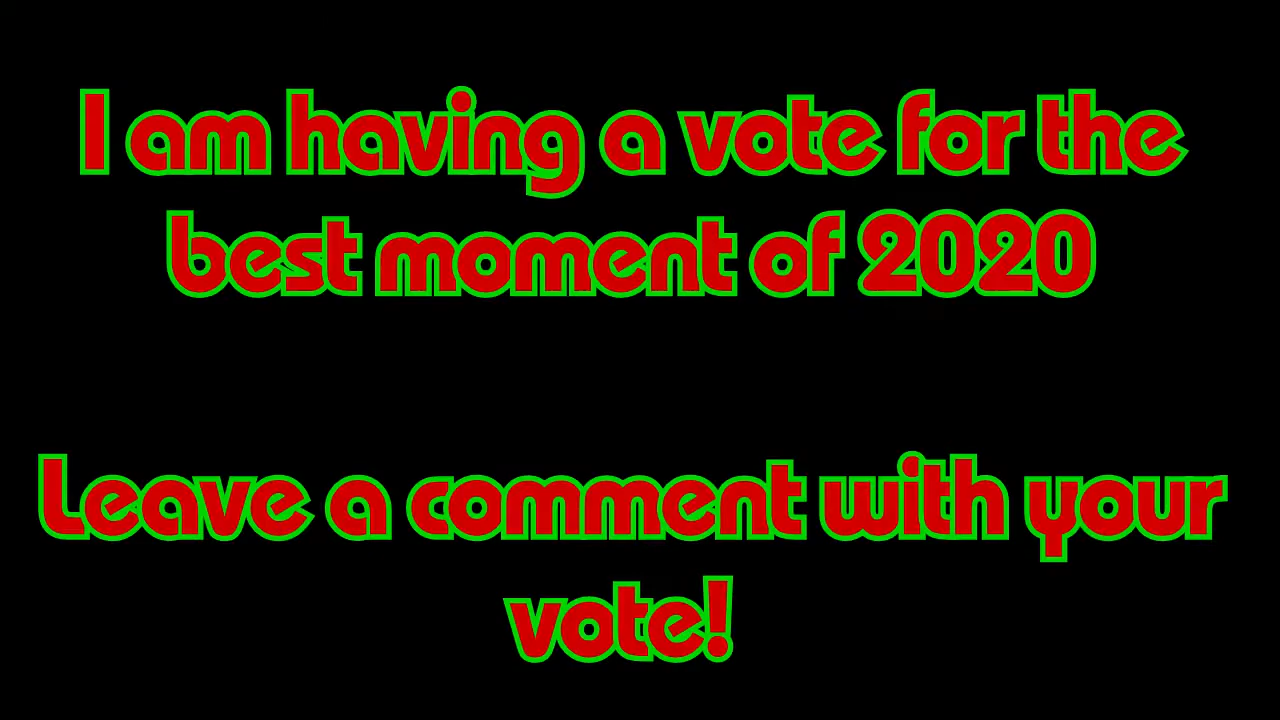 I am having a vote for the
best moment of 2020
Leave a comment with your
vote!